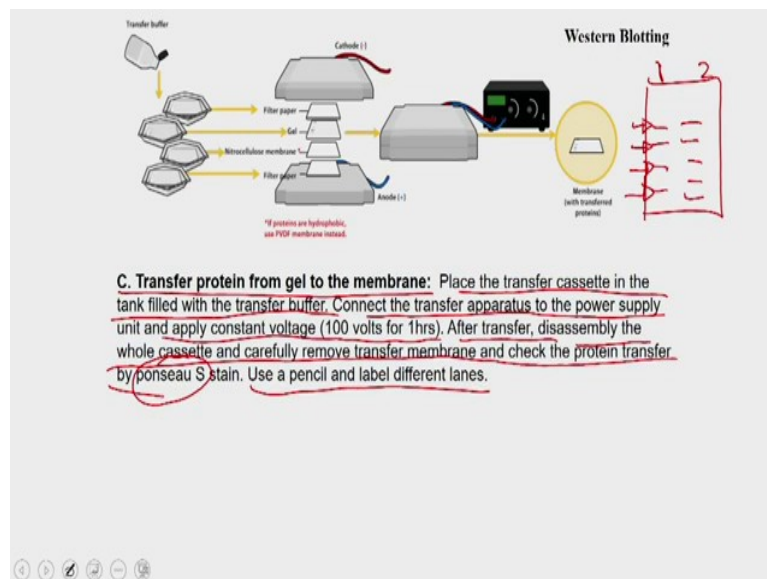 Transfer buffer
Western Blotting
Cathode (-)
1 2
Filter paper
Gel
Nitrocellulose membrane *
Filter paper
Anode (+)
Membrane
(with transferred
proteins)
*If proteins are hydrophobic,
use PVDF membrane instead.
C. Transfer protein from gel to the membrane: Place the transfer cassette in the
tank filled with the transfer buffer. Connect the transfer apparatus to the power supply
unit and apply constant voltage (100 volts for 1hrs). After transfer, disassembly the
whole cassette and carefully remove transfer membrane and check the protein transfer
by ponseau S stain. Use a pencil and label different lanes.